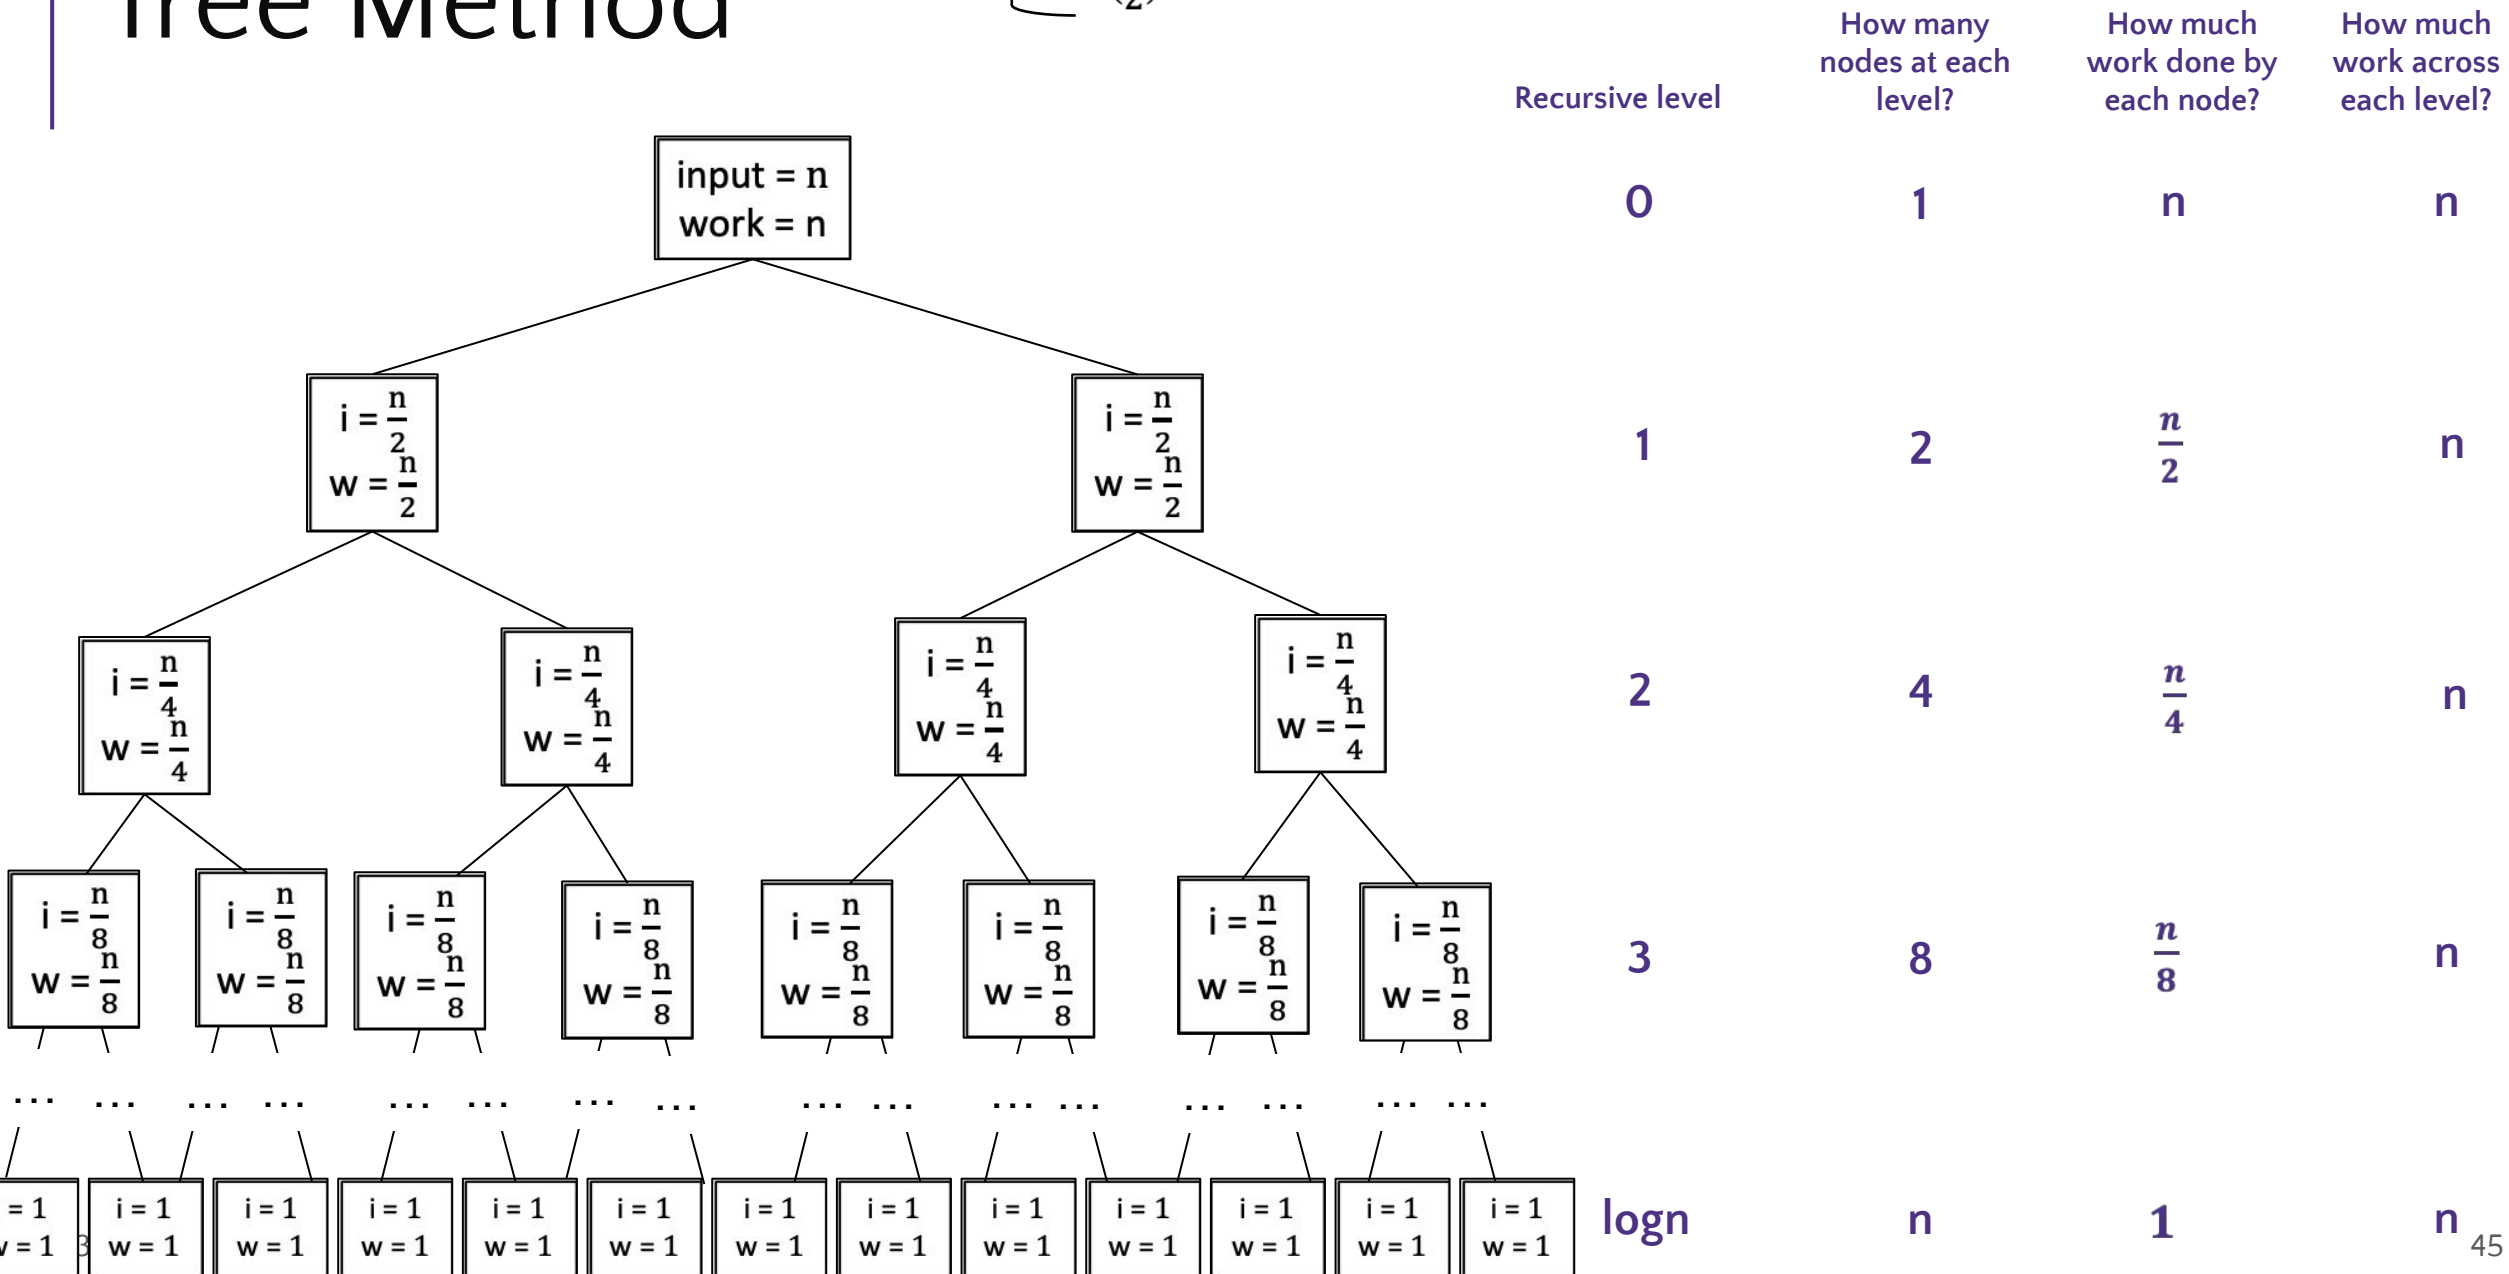 Tree Method
How many nodes at each level?
How much work done by each node?
How much work across each level?
Recursive level
input = n
work = n
0 1 n n
i = n/2
w = n/2
i = n/2
w = n/2
1 2 n/2 n
i = n/4
w = n/4
i = n/4
w = n/4
i = n/4
w = n/4
i = n/4
w = n/4
2 4 n/4 n
i = n/8
w = n/8
i = n/8
w = n/8
i = n/8
w = n/8
i = n/8
w = n/8
i = n/8
w = n/8
i = n/8
w = n/8
i = n/8
w = n/8
i = n/8
w = n/8
3 8 n/8 n
... ... ... ... ... ... ... ... ... ... ... ... ... ... ... ...
= 1 i = 1 i = 1 i = 1 i = 1 i = 1 i = 1 i = 1 i = 1 i = 1 i = 1 i = 1 i = 1
w = 1 w = 1 w = 1 w = 1 w = 1 w = 1 w = 1 w = 1 w = 1 w = 1 w = 1 w = 1 w = 1
logn n 1 n
45